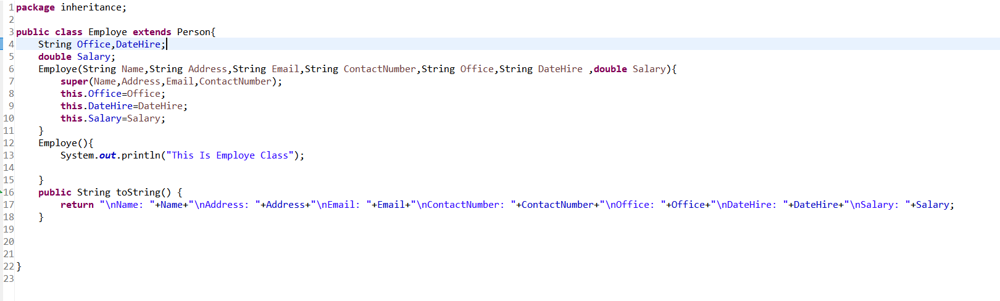 1 package inheritance;
2
3 public class Employe extends Person{
4     String Office,DateHire;
5     double Salary;
6     Employe(String Name,String Address,String Email,String ContactNumber,String Office,String DateHire ,double Salary){
7         super(Name,Address,Email,ContactNumber);
8         this.Office=Office;
9         this.DateHire=DateHire;
10         this.Salary=Salary;
11     }
12     Employe(){
13         System.out.println("This Is Employe Class");
14
15     }
16     public String toString() {
17         return "\nName: "+Name+"\nAddress: "+Address+"\nEmail: "+Email+"\nContactNumber: "+ContactNumber+"\nOffice: "+Office+"\nDateHire: "+DateHire+"\nSalary: "+Salary;
18     }
19
20
21
22 }
23